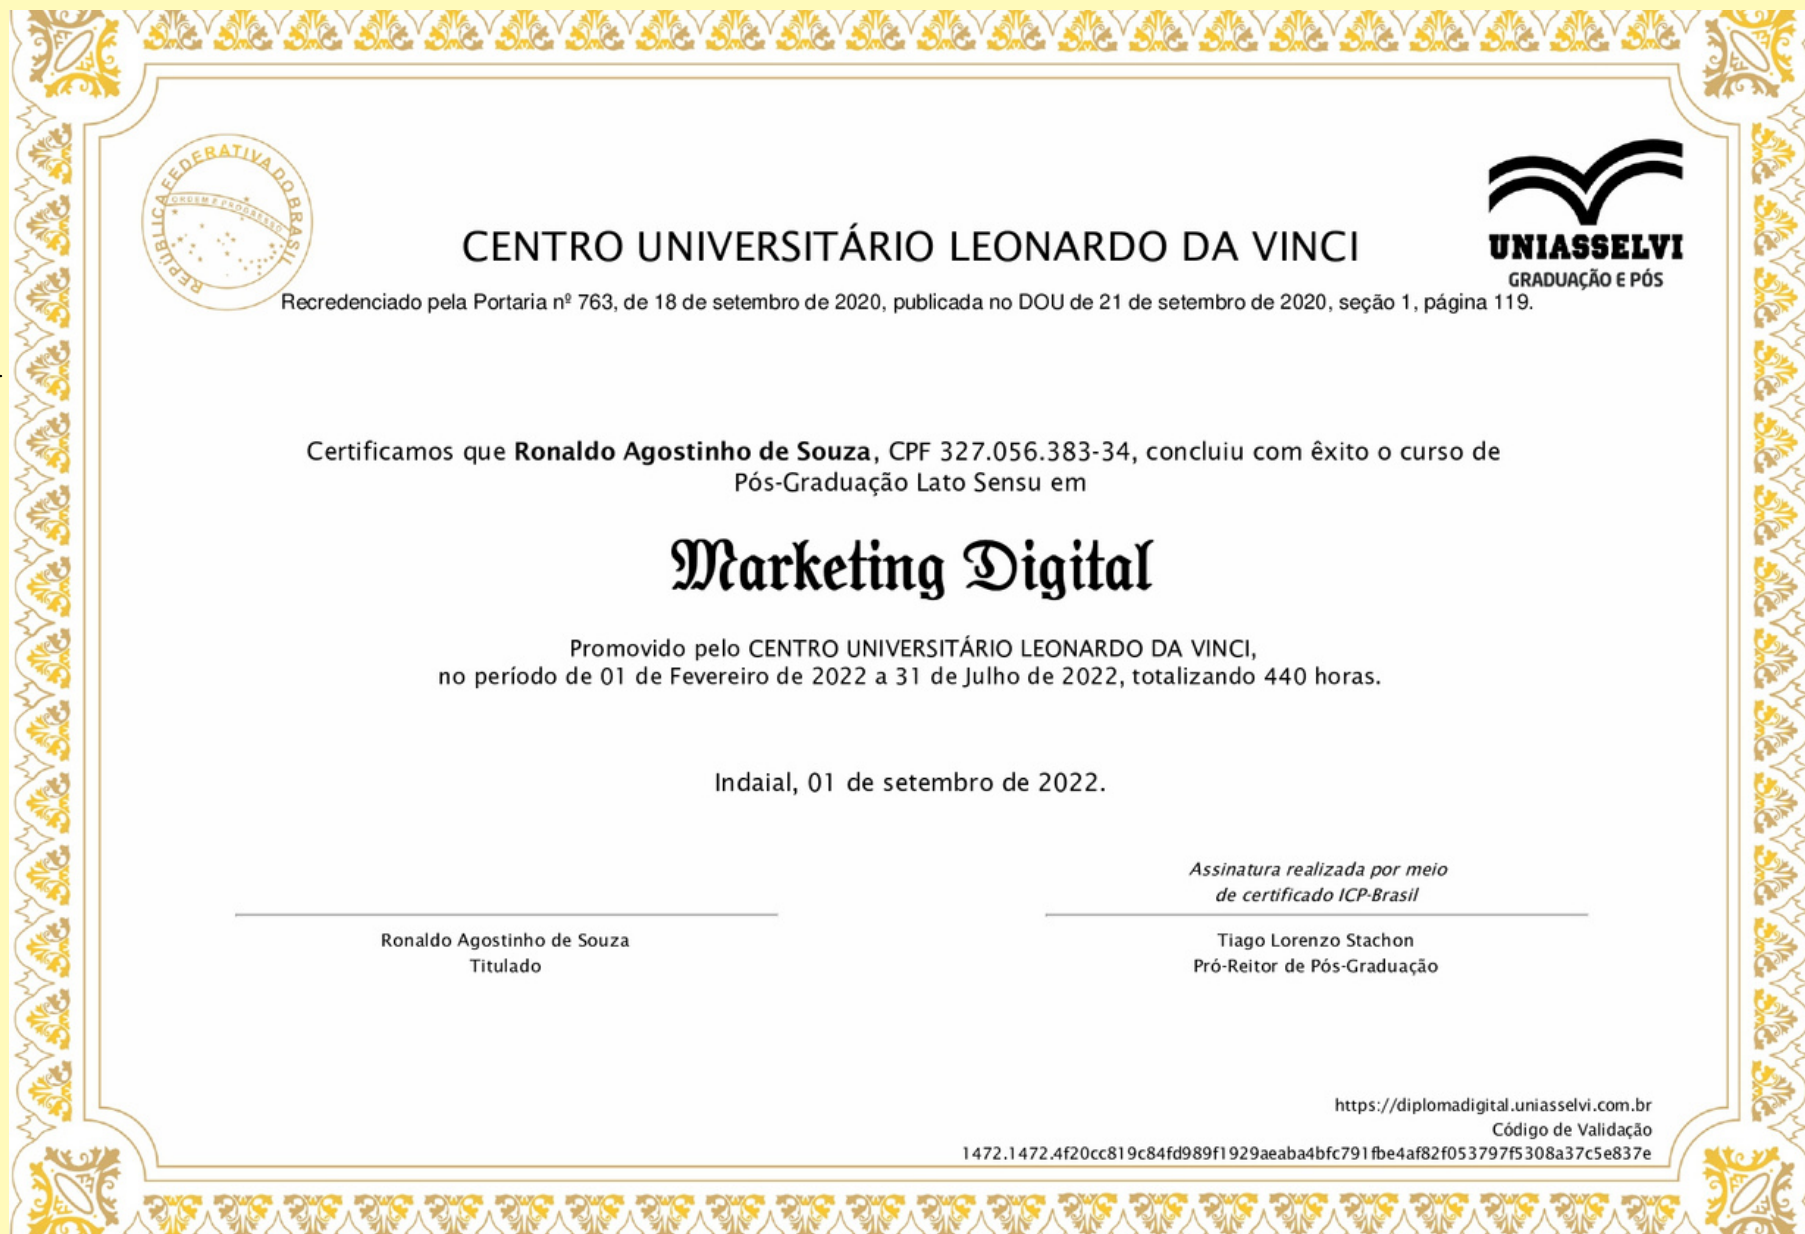 REPÚBLICA FEDERATIVA DO BRASIL
ORDEM E PROGRESSO
UNIASSELVI
GRADUAÇÃO E PÓS
CENTRO UNIVERSITÁRIO LEONARDO DA VINCI
Recredenciado pela Portaria nº 763, de 18 de setembro de 2020, publicada no DOU de 21 de setembro de 2020, seção 1, página 119.
Certificamos que Ronaldo Agostinho de Souza, CPF 327.056.383-34, concluiu com êxito o curso de
Pós-Graduação Lato Sensu em
Marketing Digital
Promovido pelo CENTRO UNIVERSITÁRIO LEONARDO DA VINCI,
no período de 01 de Fevereiro de 2022 a 31 de Julho de 2022, totalizando 440 horas.
Indaial, 01 de setembro de 2022.
Assinatura realizada por meio
de certificado ICP-Brasil
Ronaldo Agostinho de Souza
Titulado
Tiago Lorenzo Stachon
Pró-Reitor de Pós-Graduação
https://diplomadigital.uniasselvi.com.br
Código de Validação
1472.1472.4f20cc819c84fd989f1929aeaba4bfc791fbe4af82f053797f5308a37c5e837e